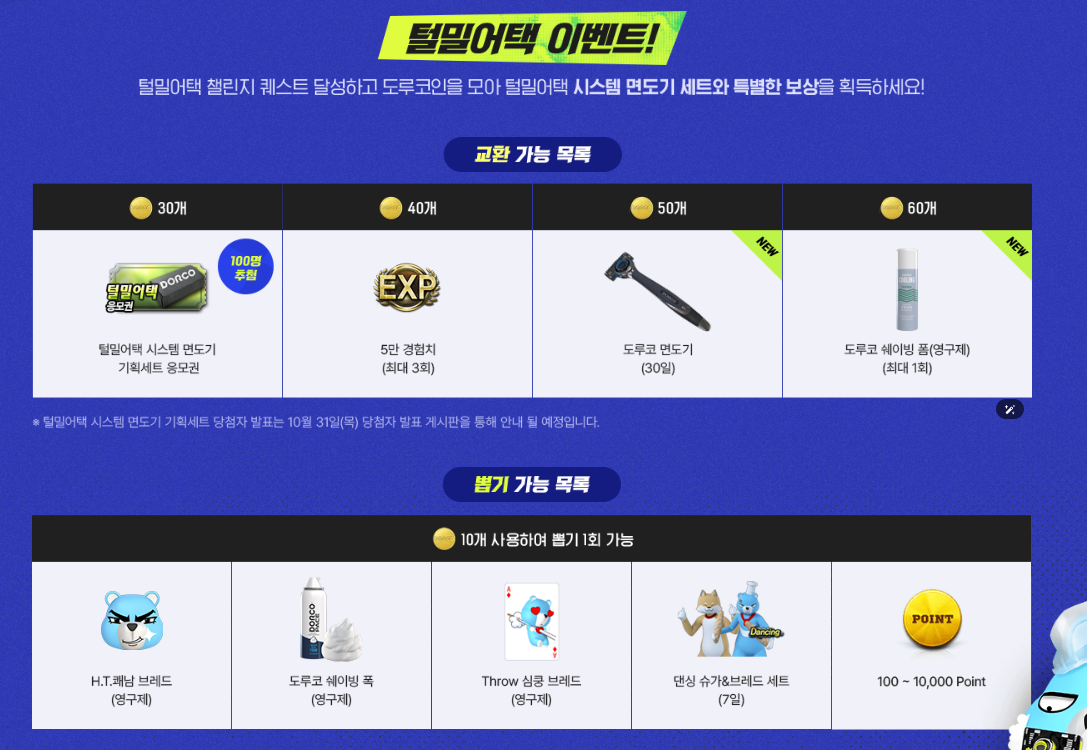 털밀어택 이벤트!
털밀어택 챌린지 퀘스트 달성하고 도루코인을 모아 털밀어택 시스템 면도기 세트와 특별한 보상을 획득하세요!
교환 가능 목록
30개
40개
50개
60개
100명
추첨
DORCO
털밀어택
응모권
EXP
NEW
NEW
털밀어택 시스템 면도기
기획세트 응모권
5만 경험치
(최대 3회)
도루코 면도기
(30일)
도루코 쉐이빙 폼(영구제)
(최대 1회)
※ 털밀어택 시스템 면도기 기획세트 당첨자 발표는 10월 31일(목) 당첨자 발표 게시판을 통해 안내 될 예정입니다.
뽑기 가능 목록
10개 사용하여 뽑기 1회 가능
DORCO
A
A
Dancing
POINT
H.T.쾌남 브레드
(영구제)
도루코 쉐이빙 폭
(영구제)
Throw 심쿵 브레드
(영구제)
댄싱 슈가&브레드 세트
(7일)
100 ~ 10,000 Point